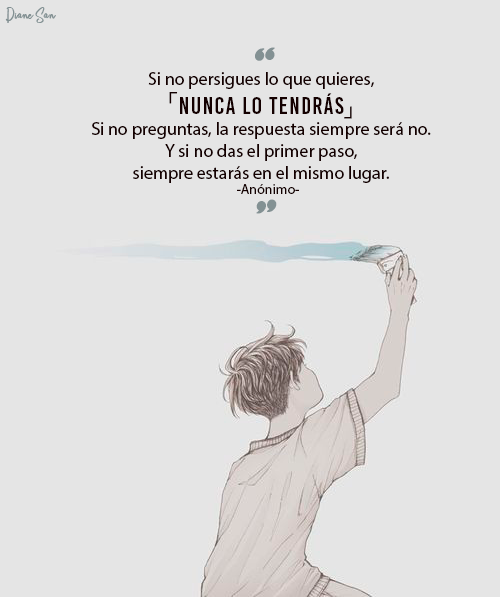 Diane San
“
Si no persigues lo que quieres,
「NUNCA LO TENDRÁS」
Si no preguntas, la respuesta siempre será no.
Y si no das el primer paso,
siempre estarás en el mismo lugar.
-Anónimo-
”